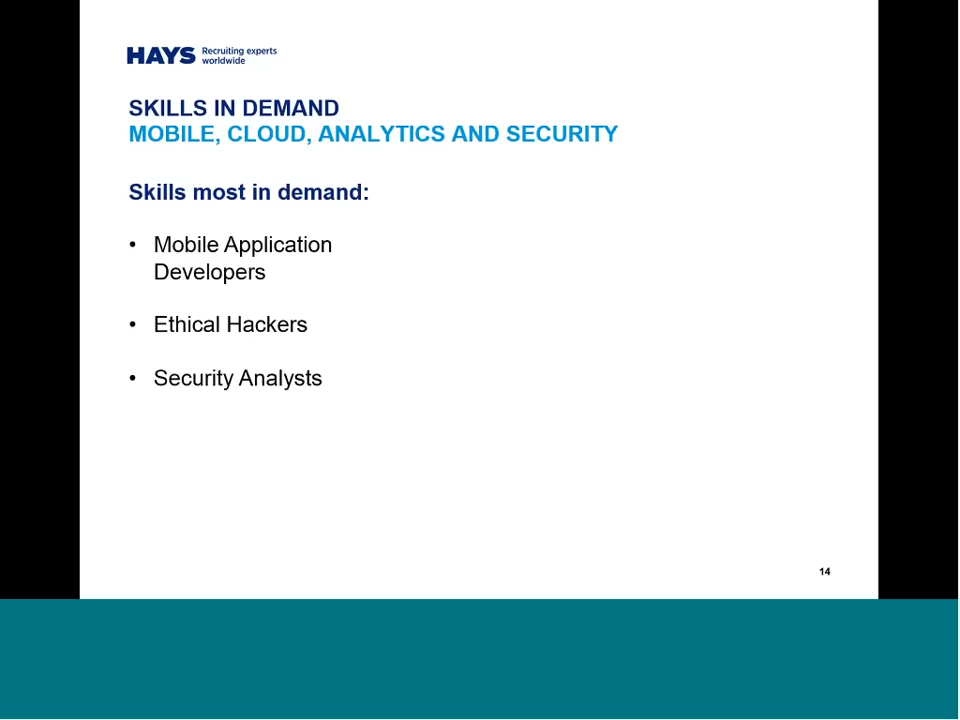 HAYS Recruiting experts
worldwide
SKILLS IN DEMAND
MOBILE, CLOUD, ANALYTICS AND SECURITY
Skills most in demand:
• Mobile Application
Developers
• Ethical Hackers
• Security Analysts
14